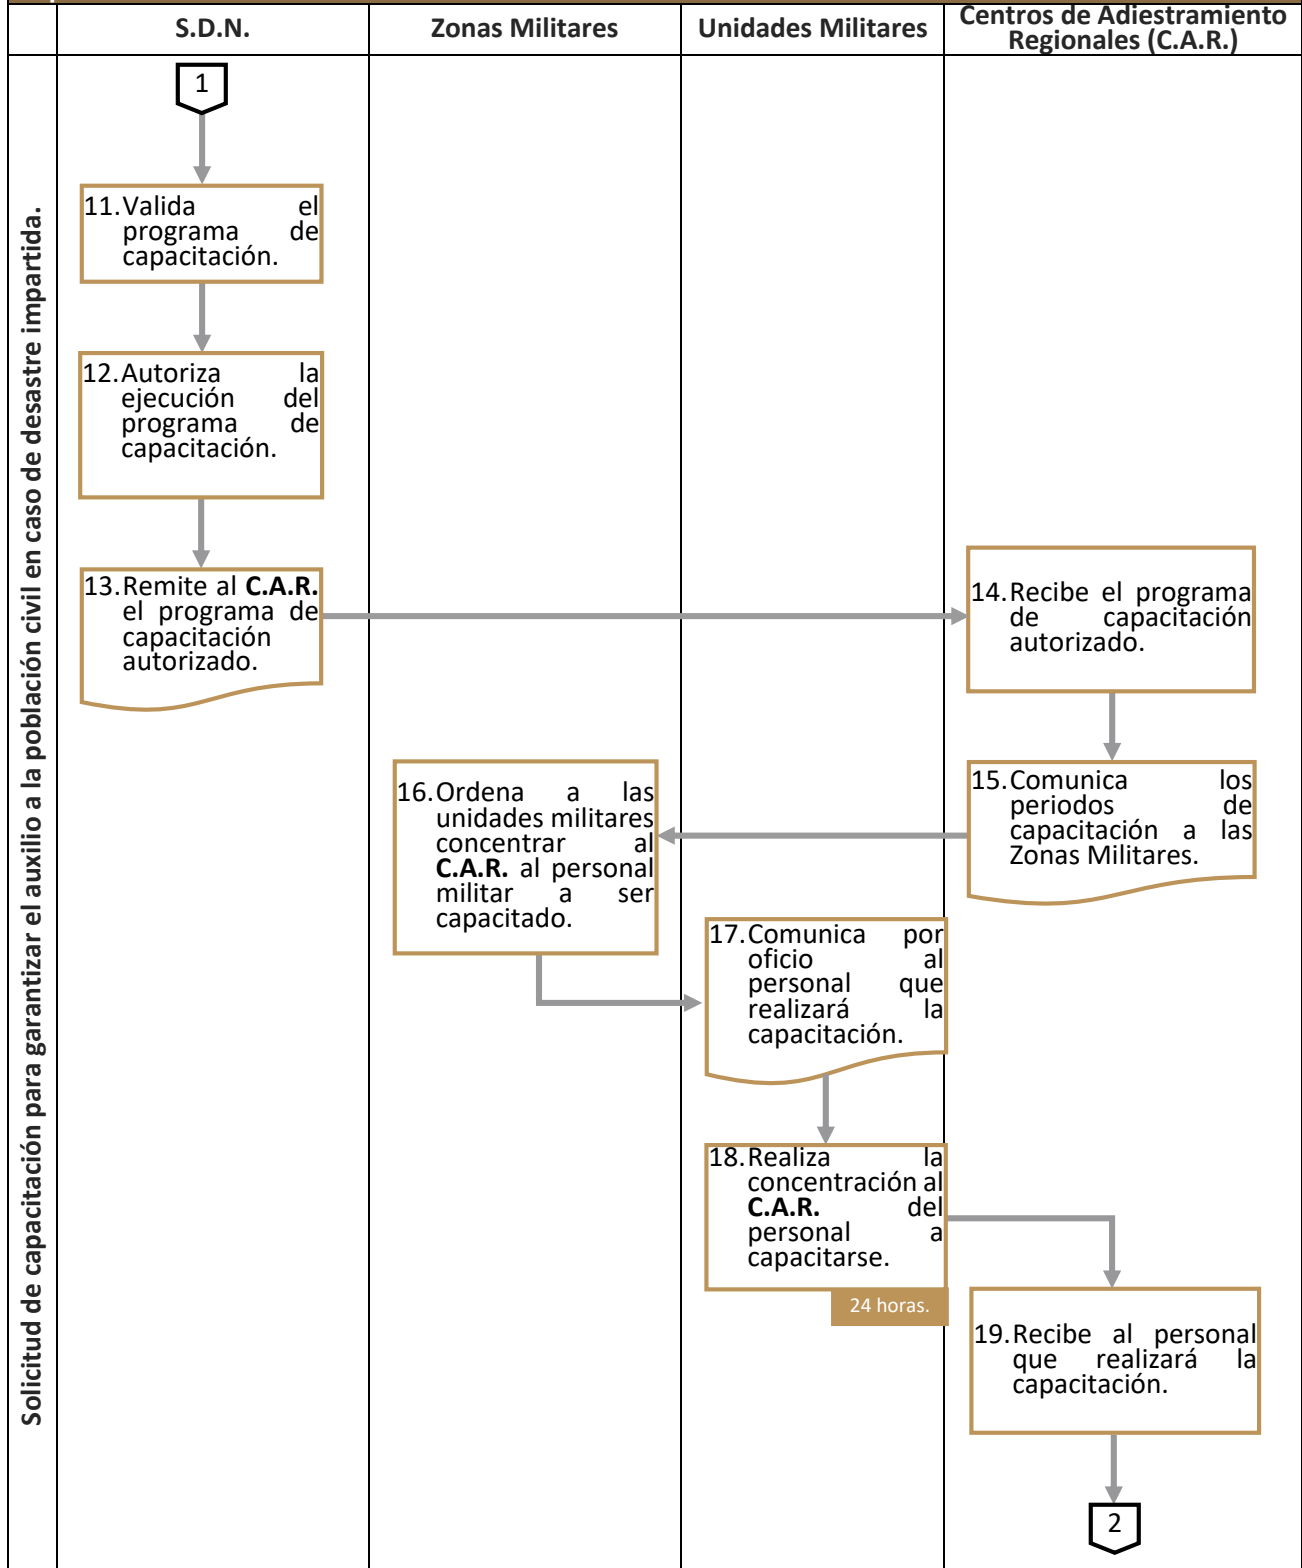 S.D.N.
Zonas Militares
Unidades Militares
Centros de Adiestramiento
Regionales (C.A.R.)
Solicitud de capacitación para garantizar el auxilio a la población civil en caso de desastre impartida.
1
11. Valida el
programa de
capacitación.
12. Autoriza la
ejecución del
programa de
capacitación.
13. Remite al C.A.R.
el programa de
capacitación
autorizado.
14. Recibe el programa
de capacitación
autorizado.
15. Comunica los
periodos de
capacitación a las
Zonas Militares.
16. Ordena a las
unidades militares
concentrar al
C.A.R. al personal
militar a ser
capacitado.
17. Comunica por
oficio al
personal que
realizará la
capacitación.
18. Realiza la
concentración al
C.A.R. del
personal a
capacitarse.
24 horas.
19. Recibe al personal
que realizará la
capacitación.
2